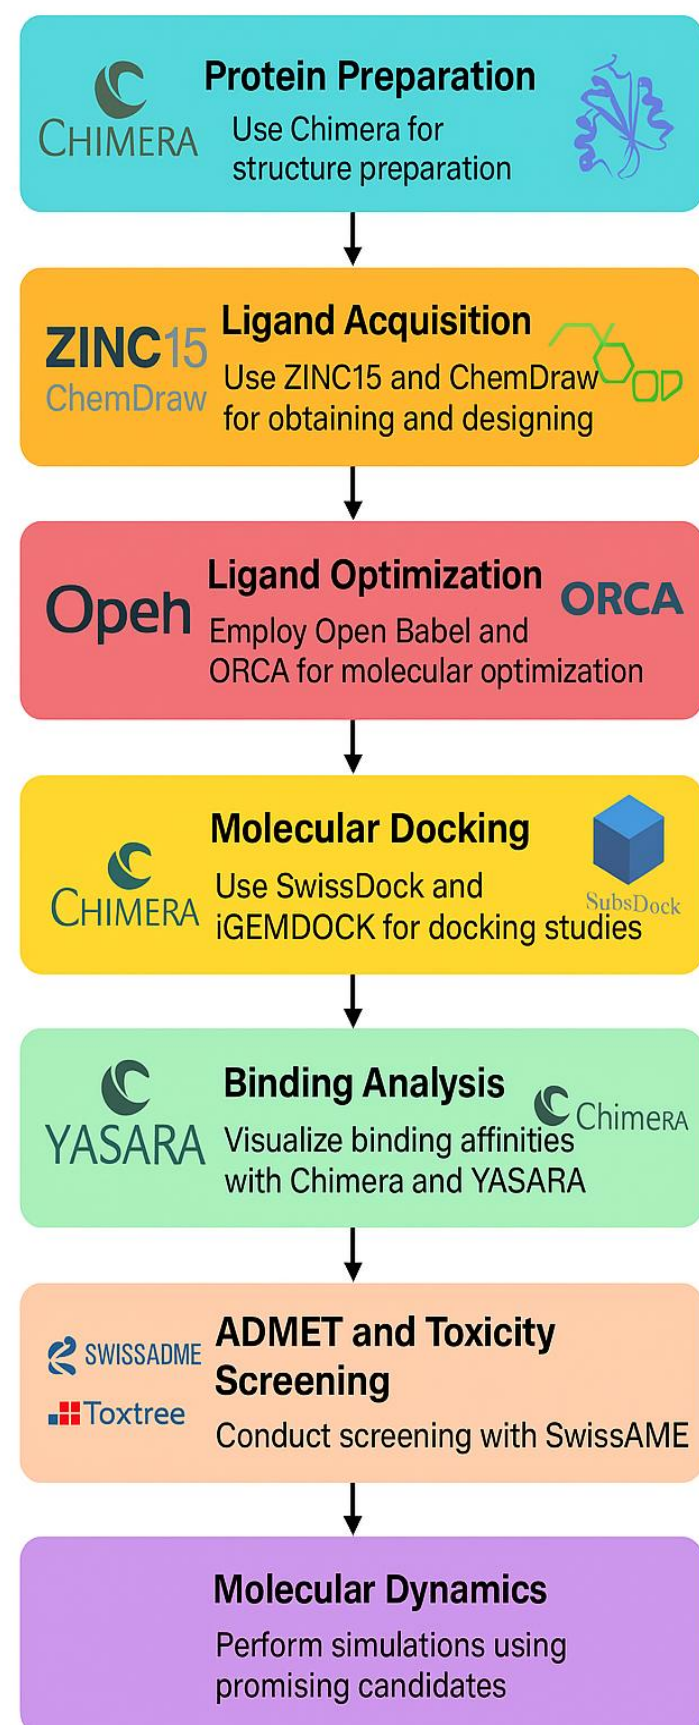 CHIMERA
Protein Preparation
Use Chimera for
structure preparation
ZINC15
ChemDraw
Ligand Acquisition
Use ZINC15 and ChemDraw
for obtaining and designing
Opeh
Ligand Optimization
ORCA
Employ Open Babel and
ORCA for molecular optimization
CHIMERA
Molecular Docking
Use SwissDock and
iGEMDOCK for docking studies
SubsDock
YASARA
Binding Analysis
ChimeRA
Visualize binding affinities
with Chimera and YASARA
SWISSADME
Toxtree
ADMET and Toxicity
Screening
Conduct screening with SwissAME
Molecular Dynamics
Perform simulations using
promising candidates